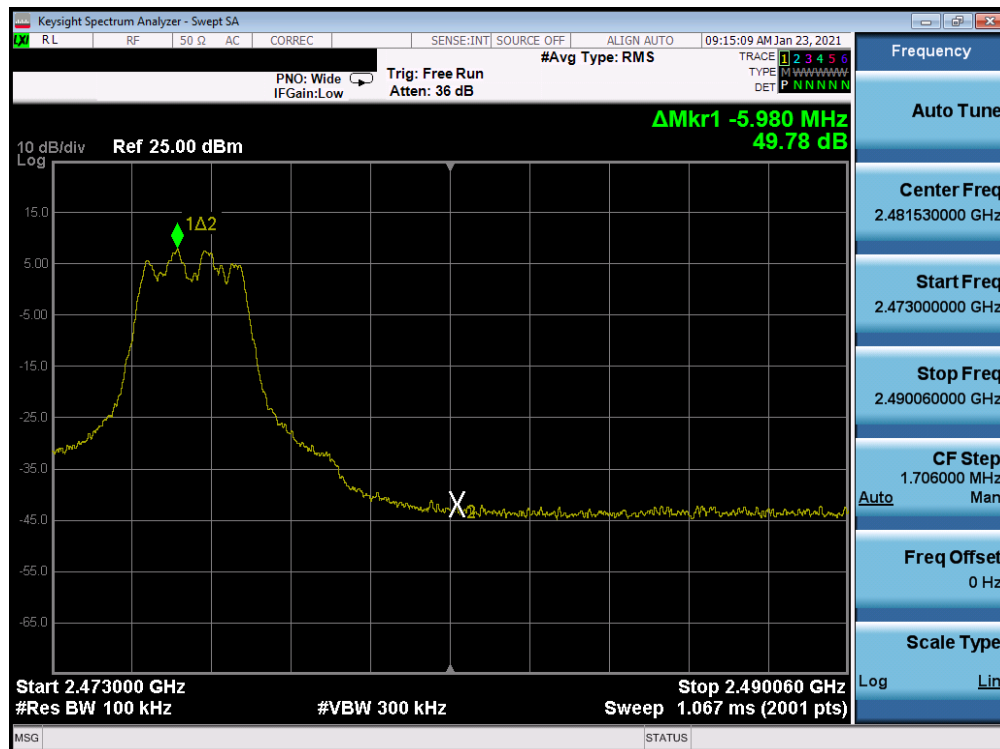 Keysight Spectrum Analyzer - Swept SA
LXI RL RF 50 Ω AC CORREC SENSE:INT SOURCE OFF ALIGN AUTO 09:15:09 AM Jan 23, 2021
PNO: Wide
IFGain:Low
Trig: Free Run
Atten: 36 dB
#Avg Type: RMS
TRACE 1 2 3 4 5 6
TYPE M W W W W W
DET P N N N N N
ΔMkr1 -5.980 MHz
49.78 dB
10 dB/div
Log
Ref 25.00 dBm
1Δ2
15.0
5.00
-5.00
-15.0
-25.0
-35.0
-45.0
-55.0
-65.0
X2
Start 2.473000 GHz
Stop 2.490060 GHz
#Res BW 100 kHz
#VBW 300 kHz
Sweep 1.067 ms (2001 pts)
MSG
STATUS
Frequency
Auto Tune
Center Freq
2.481530000 GHz
Start Freq
2.473000000 GHz
Stop Freq
2.490060000 GHz
CF Step
1.706000 MHz
Auto Man
Freq Offset
0 Hz
Scale Type
Log Lin